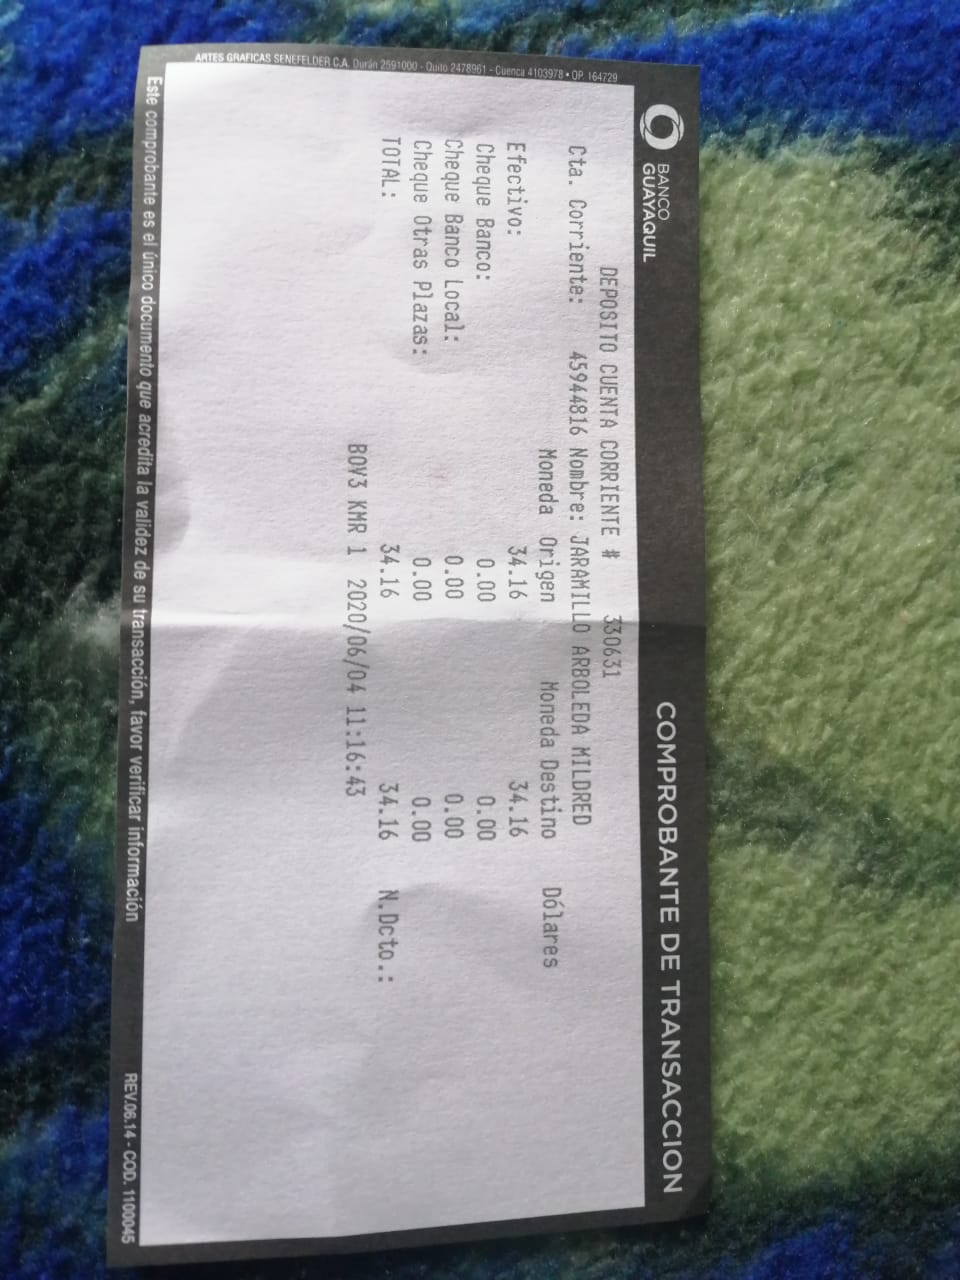 BANCO
GUAYAQUIL
COMPROBANTE DE TRANSACCION
DEPOSITO CUENTA CORRIENTE # 330631
Cta. Corriente: 45944816 Nombre: JARAMILLO ARBOLEDA MILDRED
Moneda Origen Moneda Destino Dólares
Efectivo: 34.16 34.16
Cheque Banco: 0.00 0.00
Cheque Banco Local: 0.00 0.00
Cheque Otras Plazas: 0.00 0.00
TOTAL: 34.16 34.16 N.Dcto.:
BOV3 KMR 1 2020/06/04 11:16:43
Este comprobante es el único documento que acredita la validez de su transacción, favor verificar información
REV.06.14 - COD. 1100045
ARTES GRAFICAS SENEFELDER C.A. Durán 2591000 - Quito 2478961 - Cuenca 4103978 • OP. 164729